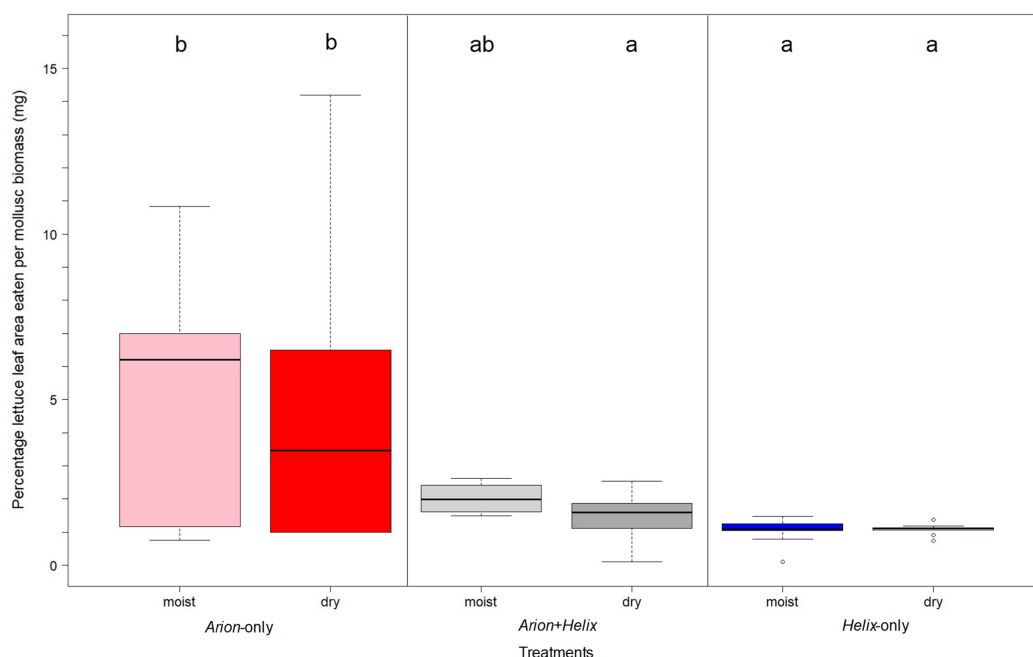 b b ab a a a
Percentage lettuce leaf area eaten per mollusc biomass (mg)
15
10
5
0
moist dry moist dry moist dry
Arion-only Arion+Helix Helix-only
Treatments